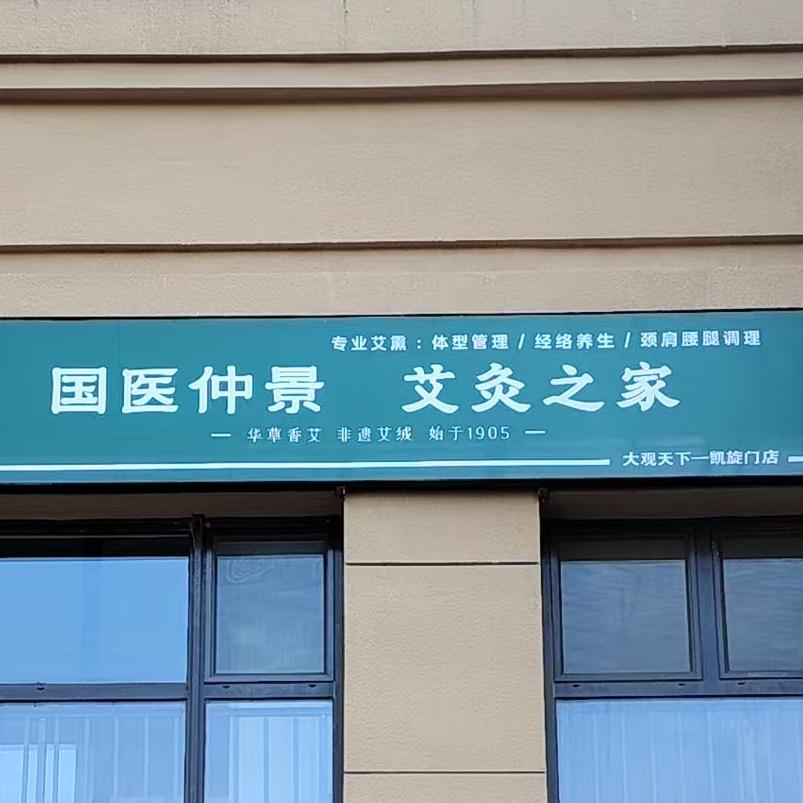 专业艾熏：体型管理 / 经络养生 / 颈肩腰腿调理
国医仲景 艾灸之家
华草香艾 非遗艾绒 始于1905
大观天下—凯旋门店